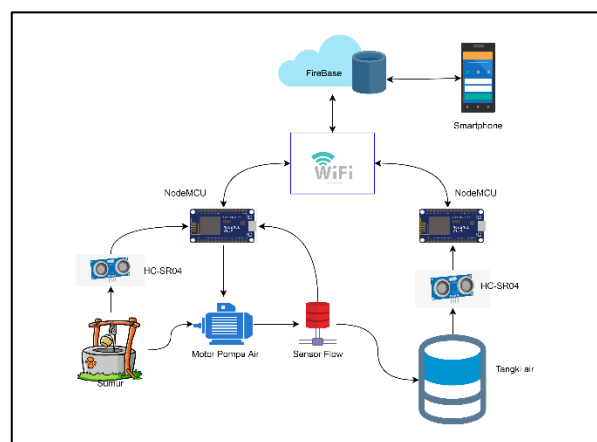 FireBase
Smartphone
WiFi
NodeMCU
NodeMCU
HC-SR04
HC-SR04
Sumur
Motor Pompa Air
Sensor Flow
Tangki air